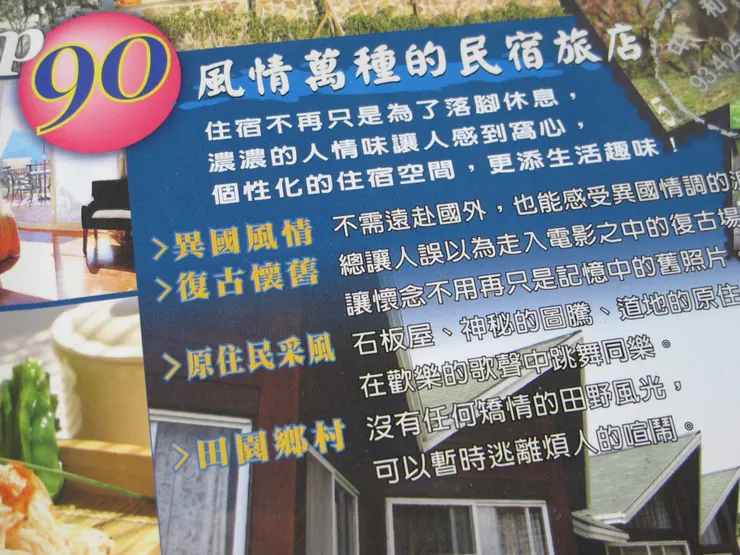 p
90
風情萬種的民宿旅店
住宿不再只是為了落腳休息，
濃濃的人情味讓人感到窩心，
個性化的住宿空間，更添生活趣味！
>異國風情 不需遠赴國外，也能感受異國情調的浪
>復古懷舊 總讓人誤以為走入電影之中的復古場
讓懷念不用再只是記憶中的舊照片。
>原住民采風 石板屋、神秘的圖騰、道地的原住
在歡樂的歌聲中跳舞同樂。
>田園鄉村 沒有任何矯情的田野風光，
可以暫時逃離煩人的喧鬧。
5